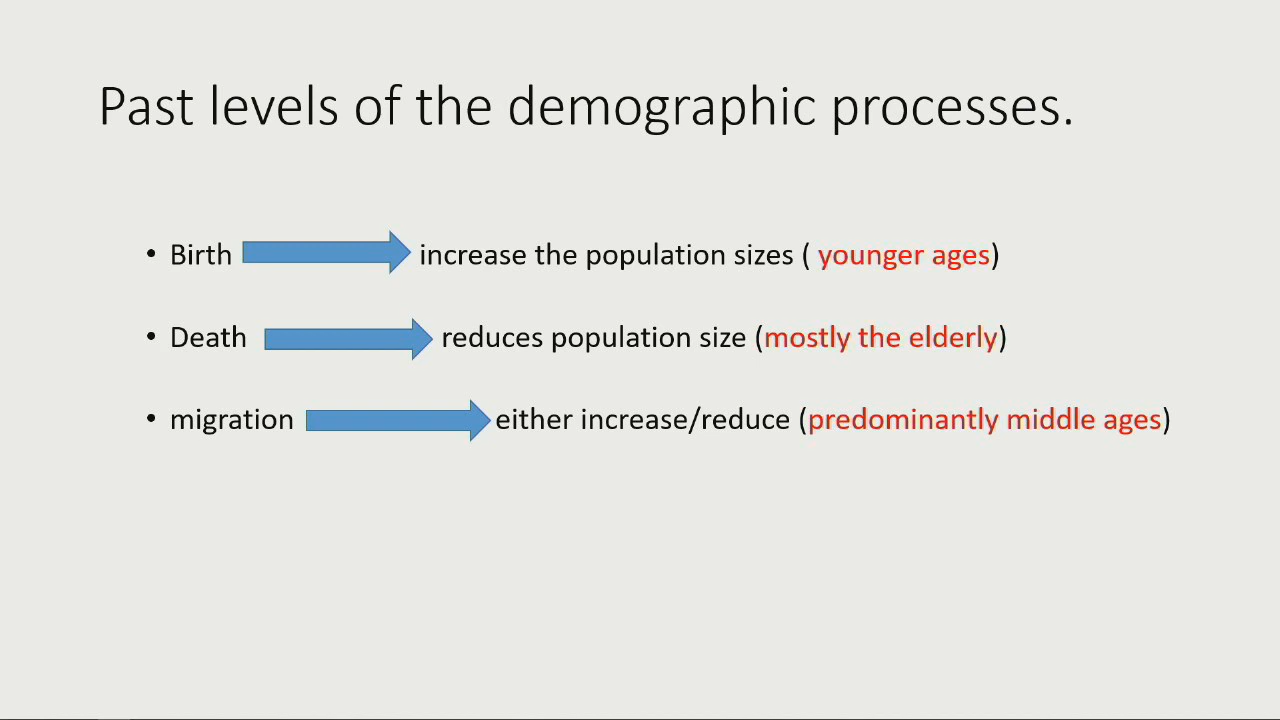 Past levels of the demographic processes.
• Birth increase the population sizes ( younger ages)
• Death reduces population size (mostly the elderly)
• migration either increase/reduce (predominantly middle ages)